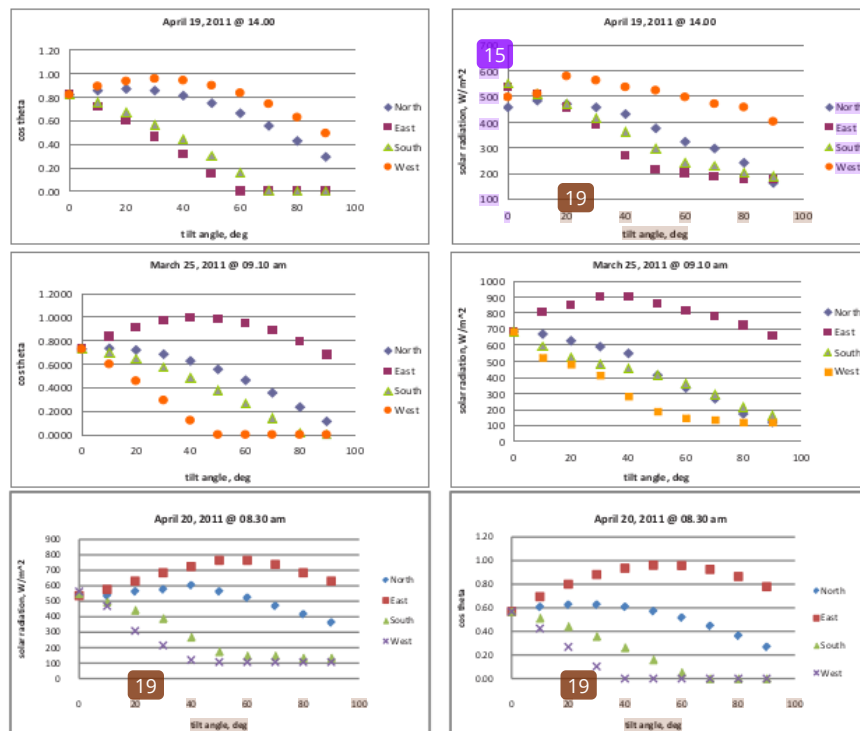 April 19, 2011 @ 14.00
1.20
1.00
0.80
0.60
0.40
0.20
0.00
cos theta
0 20 40 60 80 100
tilt angle, deg
North
East
South
West
April 19, 2011 @ 14.00
15
600
500
400
300
200
100
solar radiation, W/m^2
0 20 40 60 80 100
19
tilt angle, deg
North
East
South
West
March 25, 2011 @ 09.10 am
1.2000
1.0000
0.8000
0.6000
0.4000
0.2000
0.0000
cos theta
0 20 40 60 80 100
tilt angle, deg
North
East
South
West
March 25, 2011 @ 09.10 am
1000
900
800
700
600
500
400
300
200
100
0
solar radiation, W/m^2
0 20 40 60 80 100
tilt angle, deg
North
East
South
West
April 20, 2011 @ 08.30 am
900
800
700
600
500
400
300
200
100
0
solar radiation, W/m^2
0 20 40 60 80 100
19
tilt angle, deg
North
East
South
West
April 20, 2011 @ 08.30 am
1.20
1.00
0.80
0.60
0.40
0.20
0.00
cos theta
0 20 40 60 80 100
19
tilt angle, deg
North
East
South
West